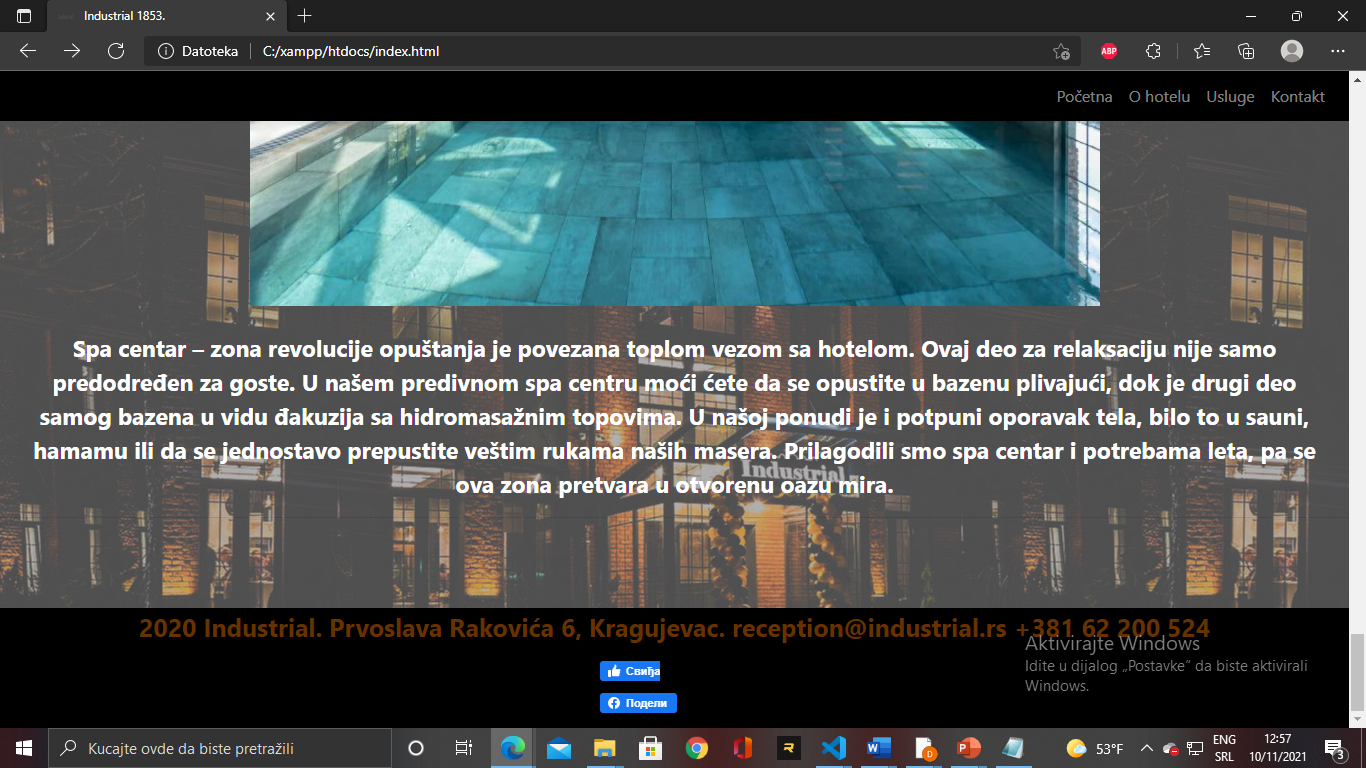 Industrial 1853.
Datoteka
C:/xampp/htdocs/index.html
ABP
Početna O hotelu Usluge Kontakt
Spa centar – zona revolucije opuštanja je povezana toplom vezom sa hotelom. Ovaj deo za relaksaciju nije samo
predodređen za goste. U našem predivnom spa centru moći ćete da se opustite u bazenu plivajući, dok je drugi deo
samog bazena u vidu đakuzija sa hidromasažnim topovima. U našoj ponudi je i potpuni oporavak tela, bilo to u sauni,
hamamu ili da se jednostavo prepustite veštim rukama naših masera. Prilagodili smo spa centar i potrebama leta, pa se
Industrial
ova zona pretvara u otvorenu oazu mira.
2020 Industrial. Prvoslava Rakovića 6, Kragujevac. reception@industrial.rs +381 62 200 524
Aktivirajte Windows
Idite u dijalog „Postavke“ da biste aktivirali
Windows.
Свиђа
Подели
Kucajte ovde da biste pretražili
53°F
ENG
SRL
12:57
10/11/2021
3